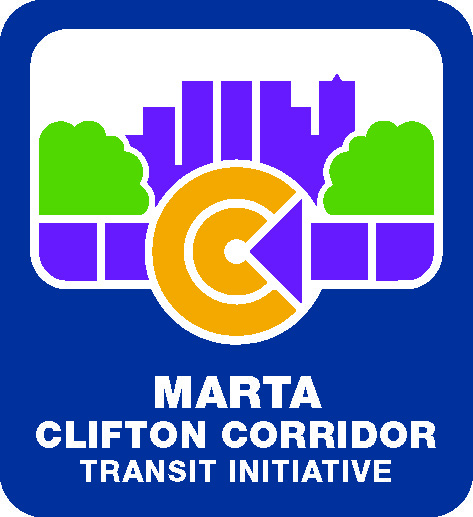 MARTA
CLIFTON CORRIDOR
TRANSIT INITIATIVE